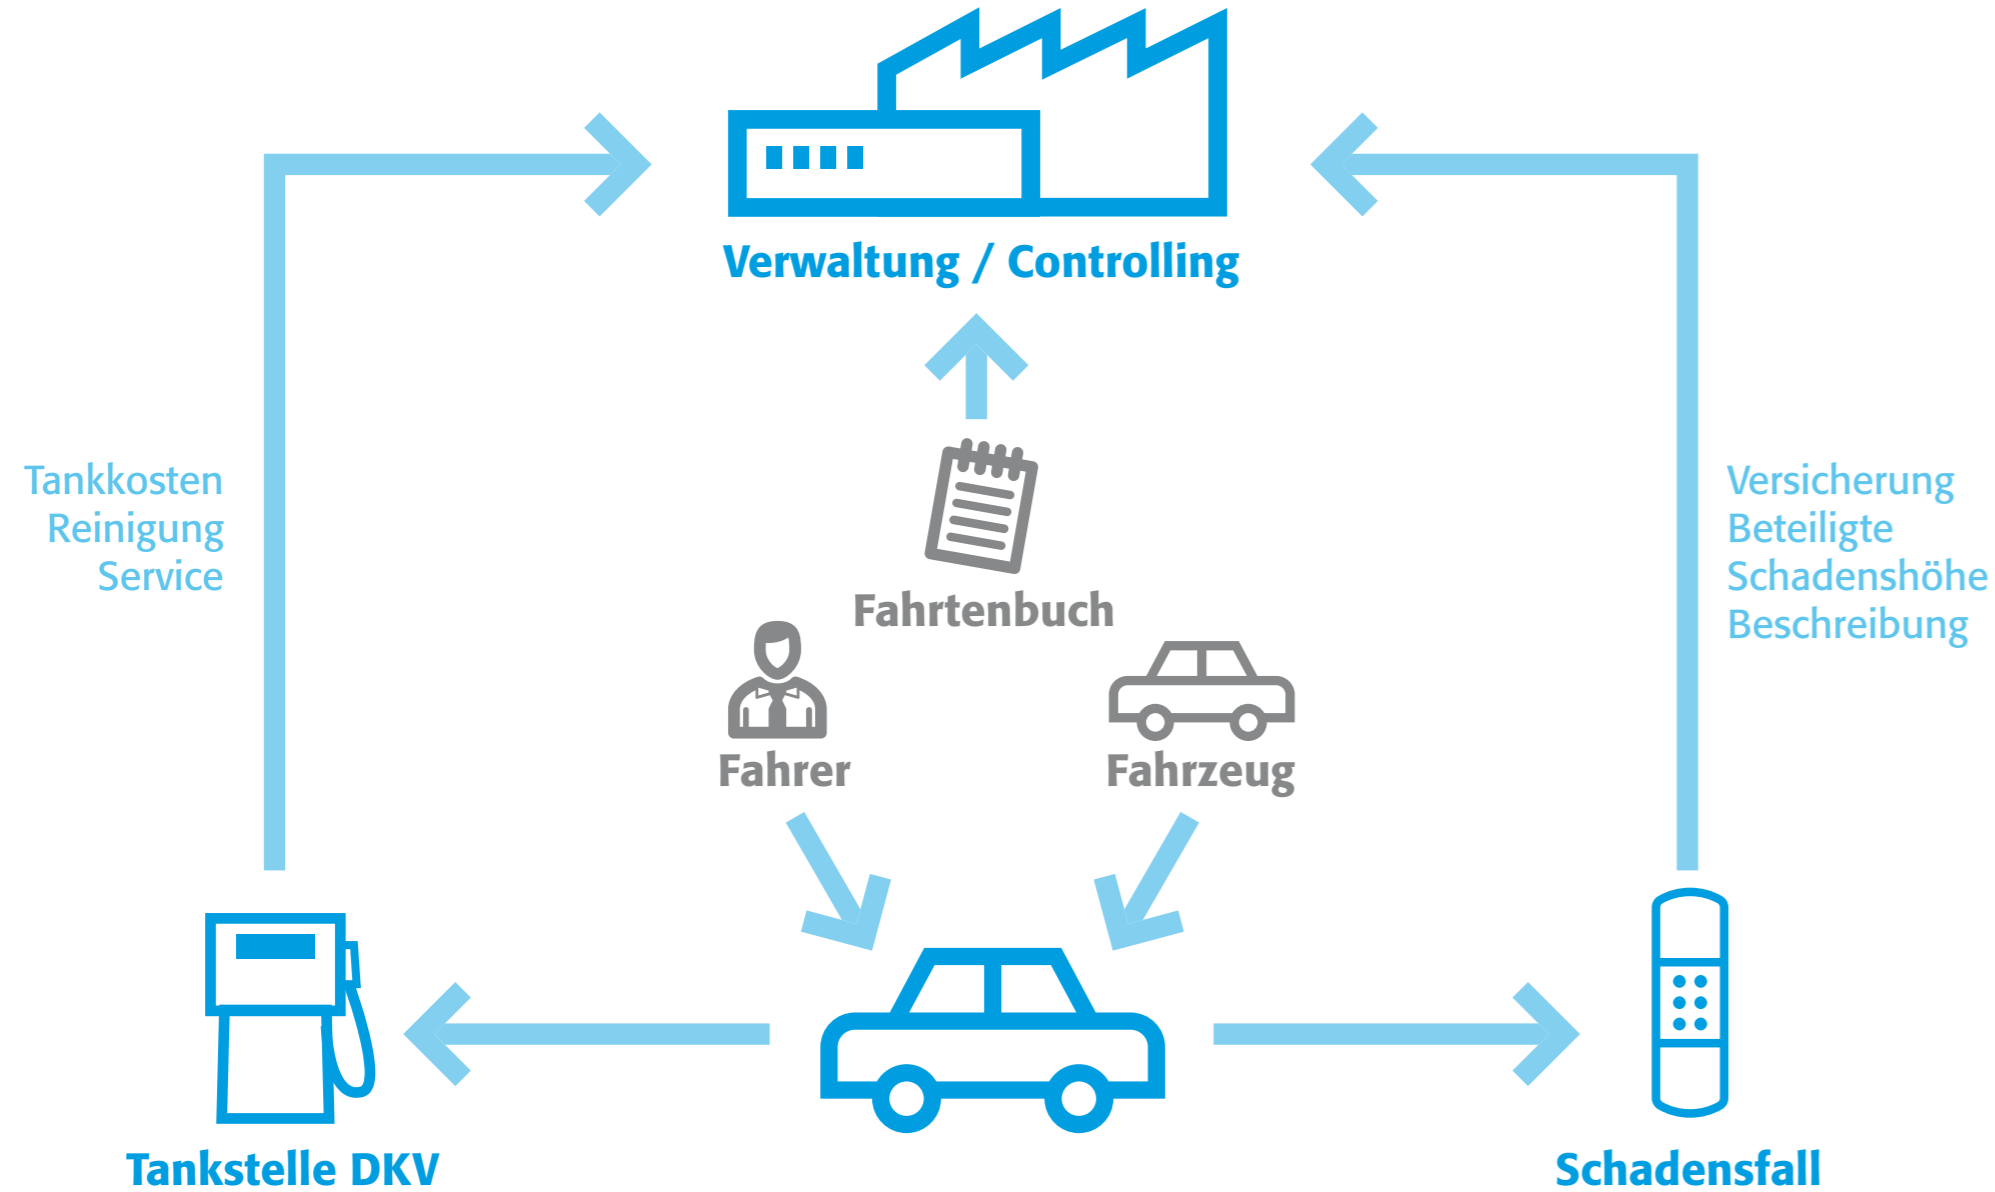 Verwaltung / Controlling
Tankkosten
Reinigung
Service
Versicherung
Beteiligte
Schadenshöhe
Beschreibung
Fahrtenbuch
Fahrer
Fahrzeug
Tankstelle DKV
Schadensfall